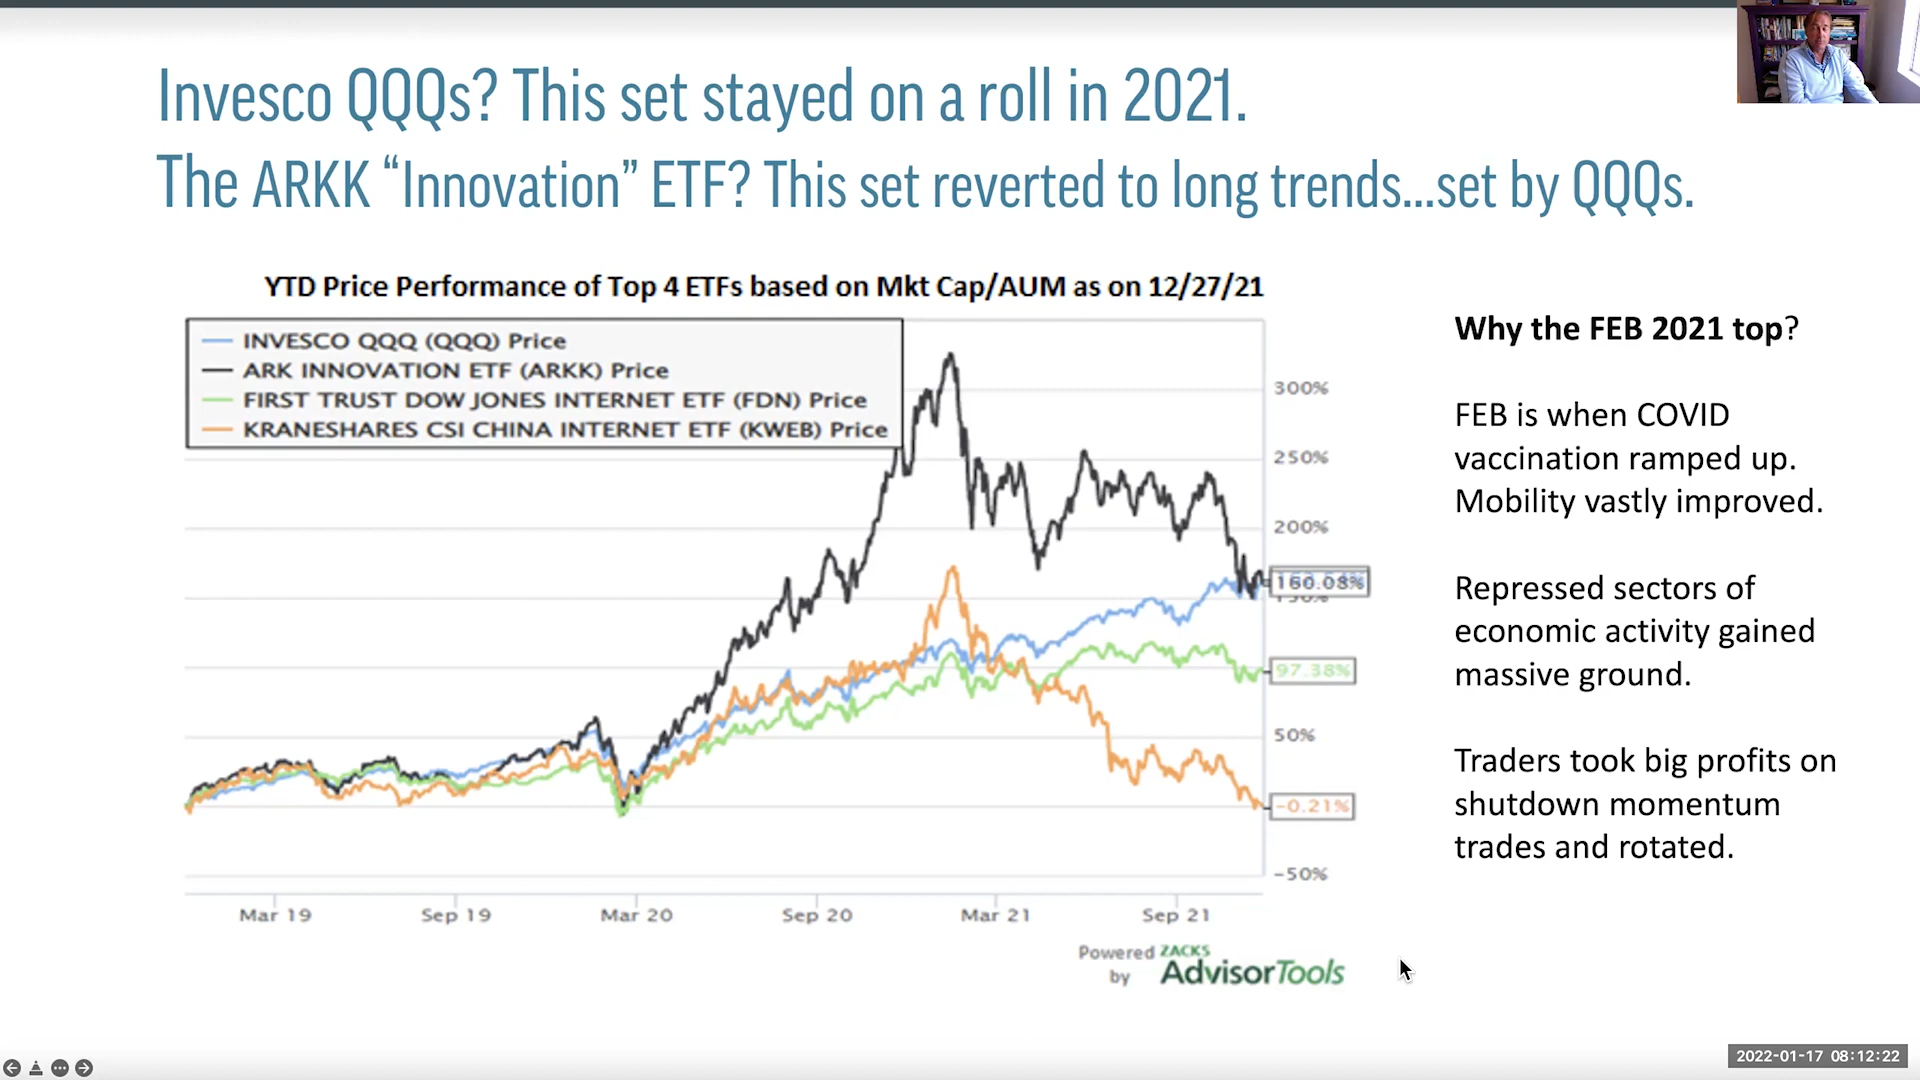 Invesco QQQs? This set stayed on a roll in 2021.
The ARKK “Innovation” ETF? This set reverted to long trends...set by QQQs.
YTD Price Performance of Top 4 ETFs based on Mkt Cap/AUM as on 12/27/21
INVESCO QQQ (QQQ) Price
ARK INNOVATION ETF (ARKK) Price
FIRST TRUST DOW JONES INTERNET ETF (FDN) Price
KRANESHARES CSI CHINA INTERNET ETF (KWEB) Price
300%
250%
200%
160.08%
150%
97.38%
50%
-0.21%
-50%
Mar 19
Sep 19
Mar 20
Sep 20
Mar 21
Sep 21
Powered by
ZACKS
AdvisorTools
Why the FEB 2021 top?
FEB is when COVID
vaccination ramped up.
Mobility vastly improved.
Repressed sectors of
economic activity gained
massive ground.
Traders took big profits on
shutdown momentum
trades and rotated.
2022-01-17 08:12:22